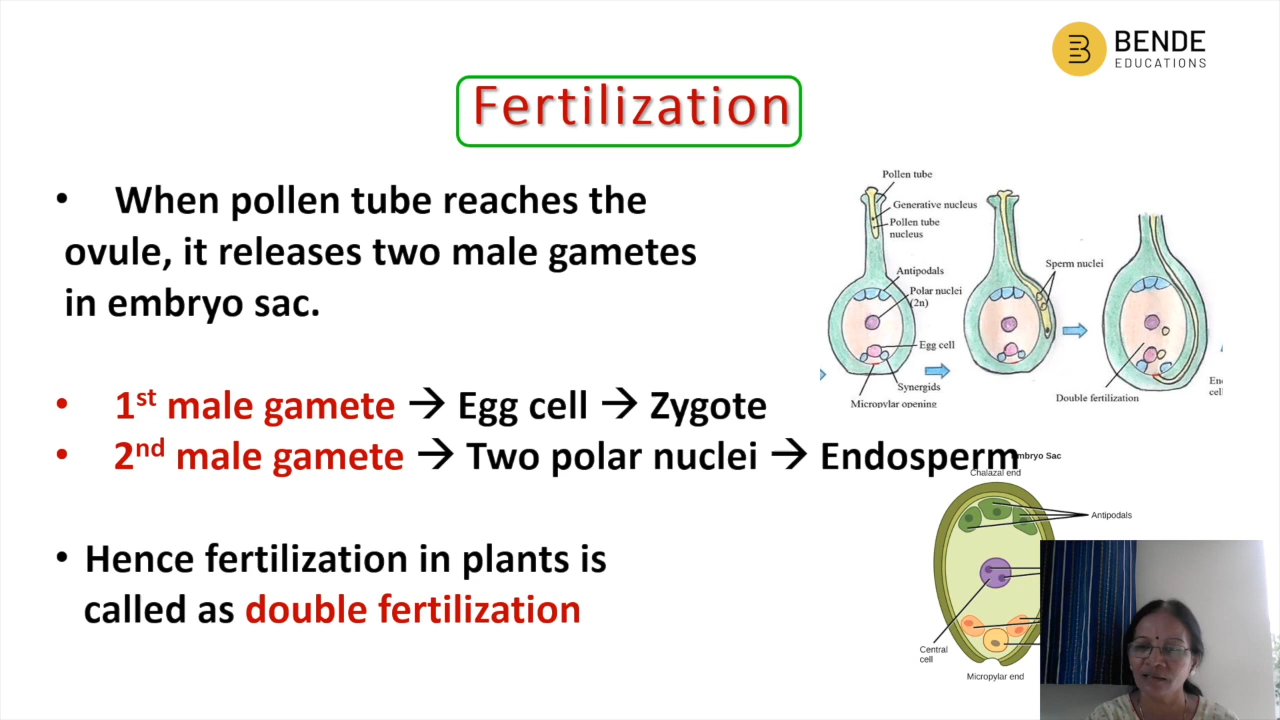 BENDE
EDUCATIONS
Fertilization
• When pollen tube reaches the
ovule, it releases two male gametes
in embryo sac.
• 1st male gamete → Egg cell → Zygote
• 2nd male gamete → Two polar nuclei → Endosperm
• Hence fertilization in plants is
called as double fertilization
Pollen tube
Generative nucleus
Pollen tube
nucleus
Antipodals
Polar nuclei
(2n)
Egg cell
Synergids
Micropylar opening
Sperm nuclei
Double fertilization
cell
mbryo Sac
Chalazal end
Antipodals
Central
cell
Micropylar end